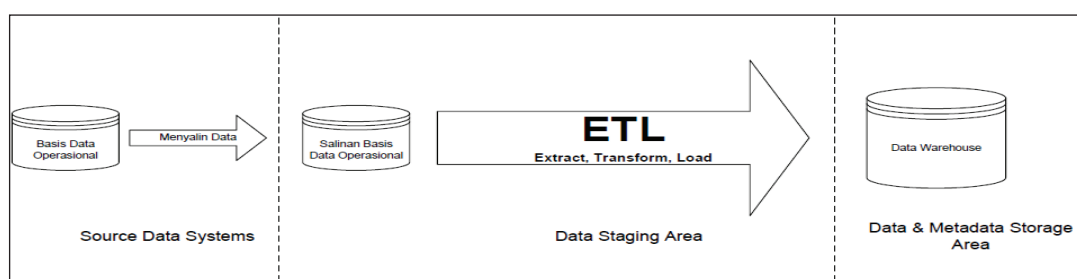 Basis Data
Operasional
Menyalin Data
Salinan Basis
Data Operasional
ETL
Extract, Transform, Load
Data Warehouse
Source Data Systems
Data Staging Area
Data & Metadata Storage
Area